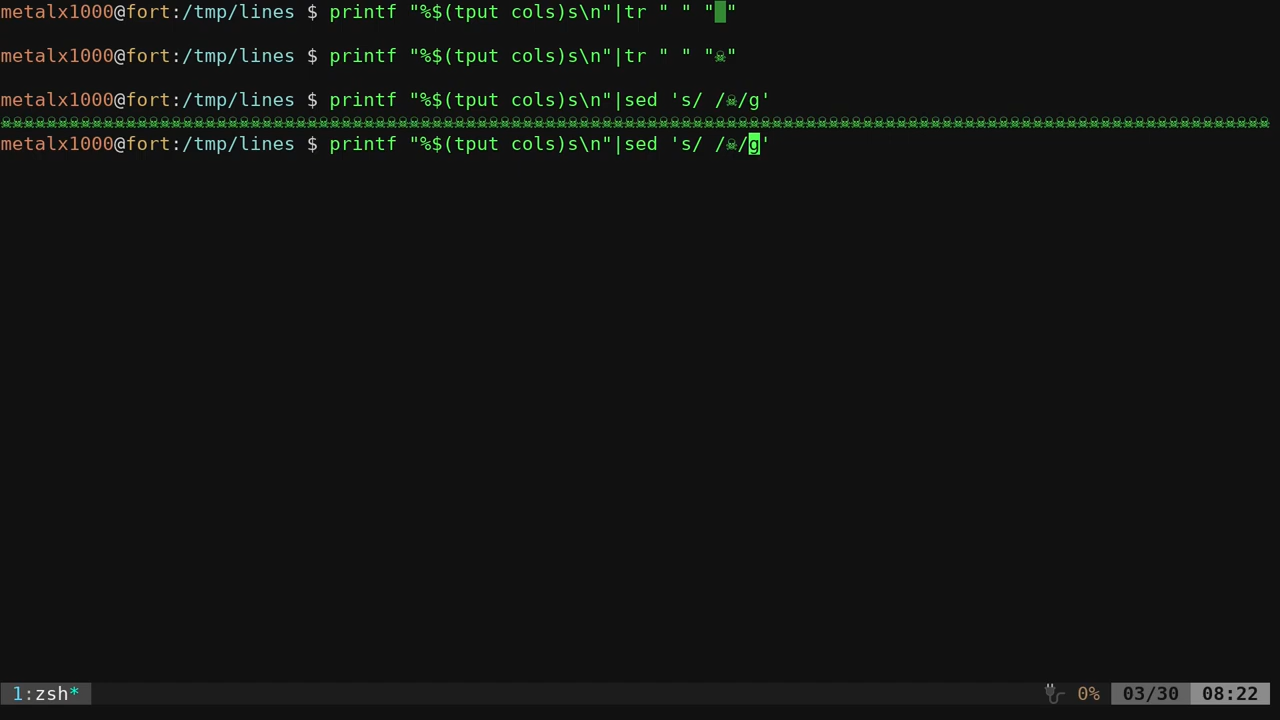 metalx1000@fort:/tmp/lines $ printf "%$(tput cols)s\n"|tr " " "█"
metalx1000@fort:/tmp/lines $ printf "%$(tput cols)s\n"|tr " " "☠"
metalx1000@fort:/tmp/lines $ printf "%$(tput cols)s\n"|sed 's/ /☠/g'
☠☠☠☠☠☠☠☠☠☠☠☠☠☠☠☠☠☠☠☠☠☠☠☠☠☠☠☠☠☠☠☠☠☠☠☠☠☠☠☠☠☠☠☠☠☠☠☠☠☠☠☠☠☠☠☠☠☠☠☠☠☠☠☠☠☠☠☠☠☠☠☠☠☠☠☠☠☠☠☠☠☠☠☠☠☠☠☠☠☠☠☠☠☠☠☠☠☠☠☠☠☠☠☠☠☠☠☠☠☠☠☠
metalx1000@fort:/tmp/lines $ printf "%$(tput cols)s\n"|sed 's/ /☠/g'
1:zsh* 0% 03/30 08:22